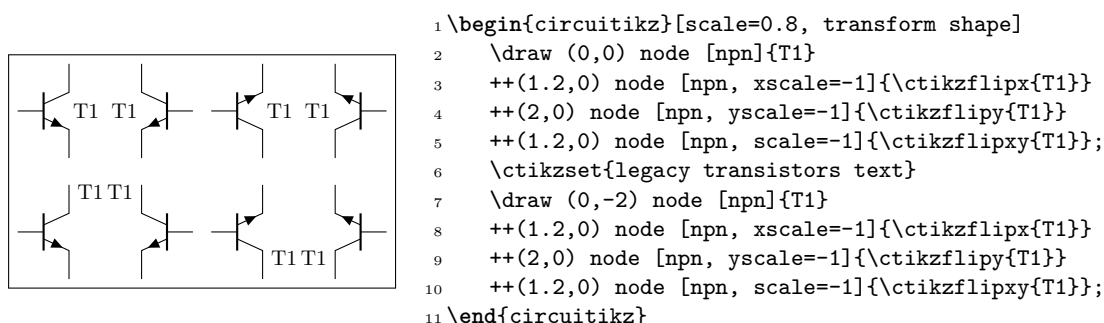 T1 T1 T1 T1
T1 T1
T1 T1
1 \begin{circuitikz}[scale=0.8, transform shape]
2 \draw (0,0) node [npn]{T1}
3 ++(1.2,0) node [npn, xscale=-1]{\ctikzflipx{T1}}
4 ++(2,0) node [npn, yscale=-1]{\ctikzflipy{T1}}
5 ++(1.2,0) node [npn, scale=-1]{\ctikzflipxy{T1}};
6 \ctikzset{legacy transistors text}
7 \draw (0,-2) node [npn]{T1}
8 ++(1.2,0) node [npn, xscale=-1]{\ctikzflipx{T1}}
9 ++(2,0) node [npn, yscale=-1]{\ctikzflipy{T1}}
10 ++(1.2,0) node [npn, scale=-1]{\ctikzflipxy{T1}};
11 \end{circuitikz}